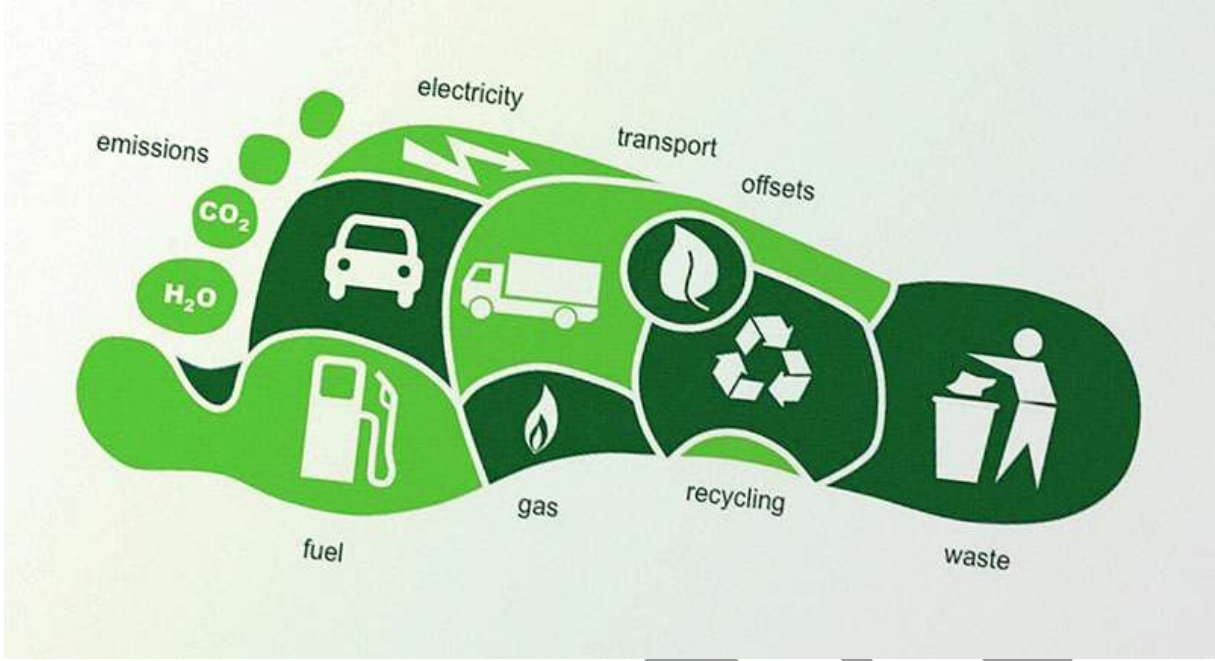 electricity
transport
emissions
offsets
CO₂
H₂O
gas
recycling
fuel
waste